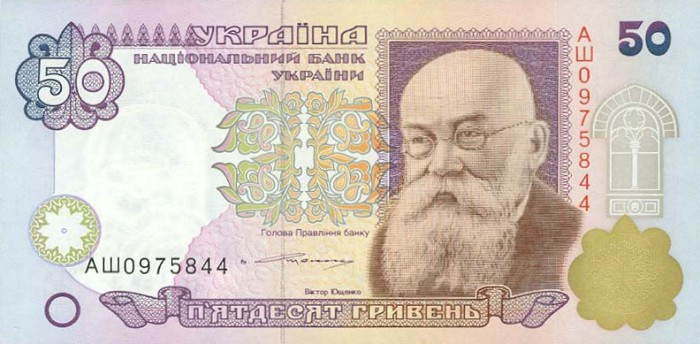 50
УКРАЇНА
НАЦІОНАЛЬНИЙ БАНК
УКРАЇНИ
50
АШ0975844
Голова Правління банку
АШ0975844
Віктор Ющенко
П'ЯТДЕСЯТ ГРИВЕНЬ